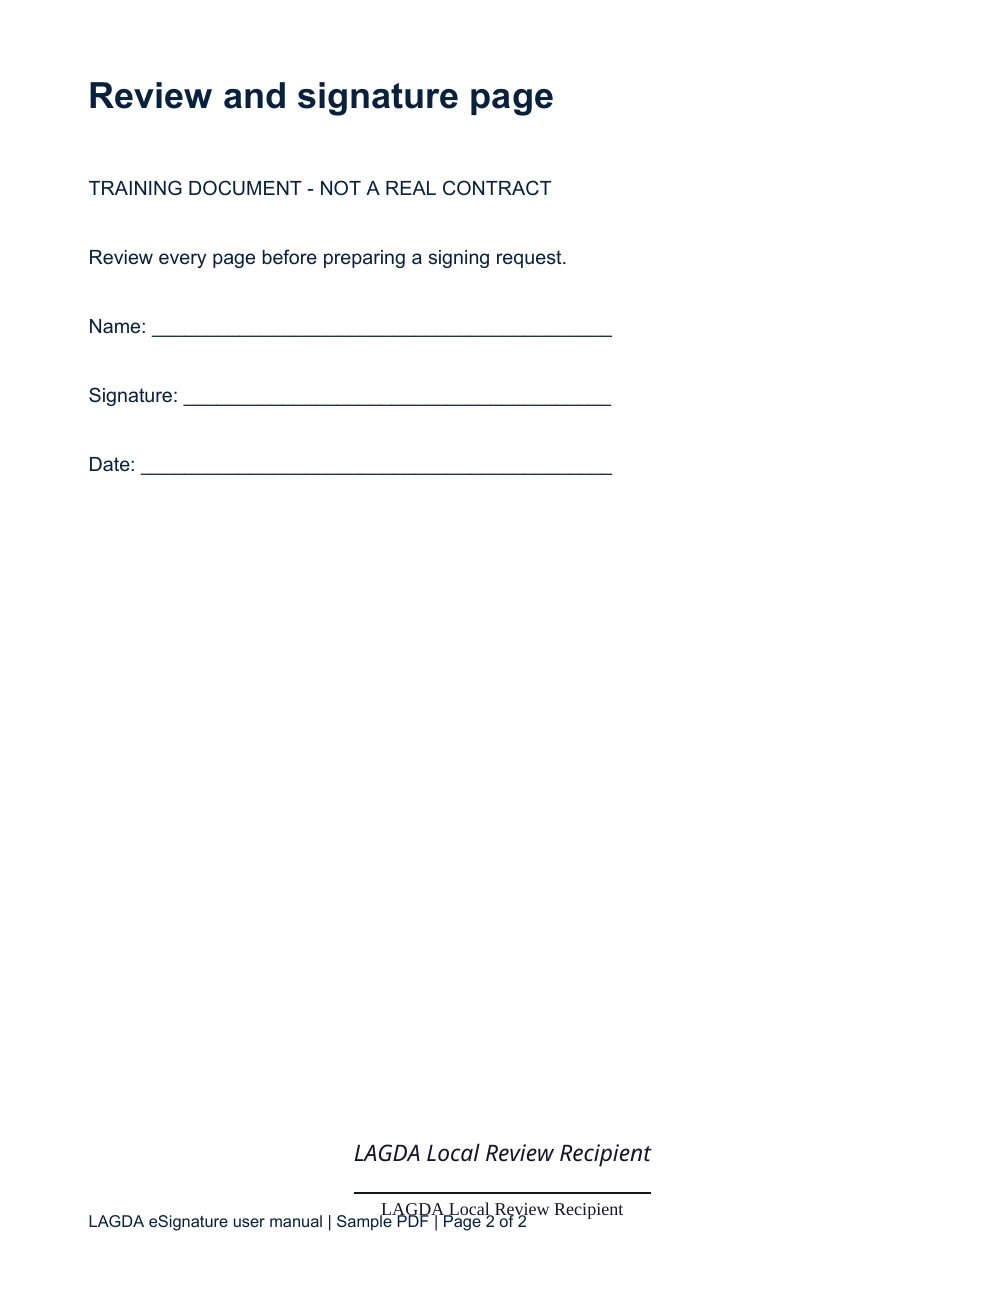 Review and signature page
TRAINING DOCUMENT - NOT A REAL CONTRACT
Review every page before preparing a signing request.
Name: ___________________________________________
Signature: ________________________________________
Date: ____________________________________________
LAGDA Local Review Recipient
LAGDA Local Review Recipient
LAGDA eSignature user manual | Sample PDF | Page 2 of 2